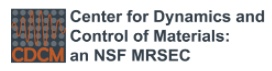 Center for Dynamics and
Control of Materials:
an NSF MRSEC
CDCM